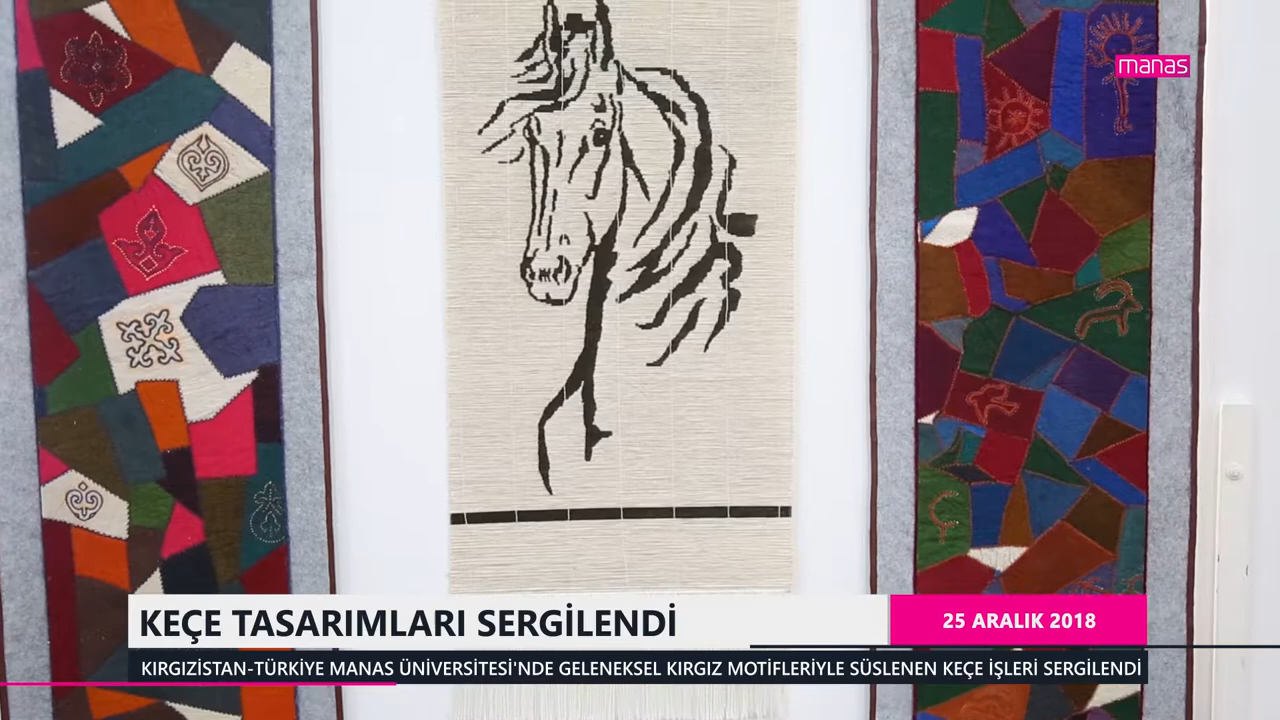 manas
KEÇE TASARIMLARI SERGİLENDİ
25 ARALIK 2018
KIRGIZİSTAN-TÜRKİYE MANAS ÜNİVERSİTESİ'NDE GELENEKSEL KIRGIZ MOTİFLERİYLE SÜSLENEN KEÇE İŞLERİ SERGİLENDİ